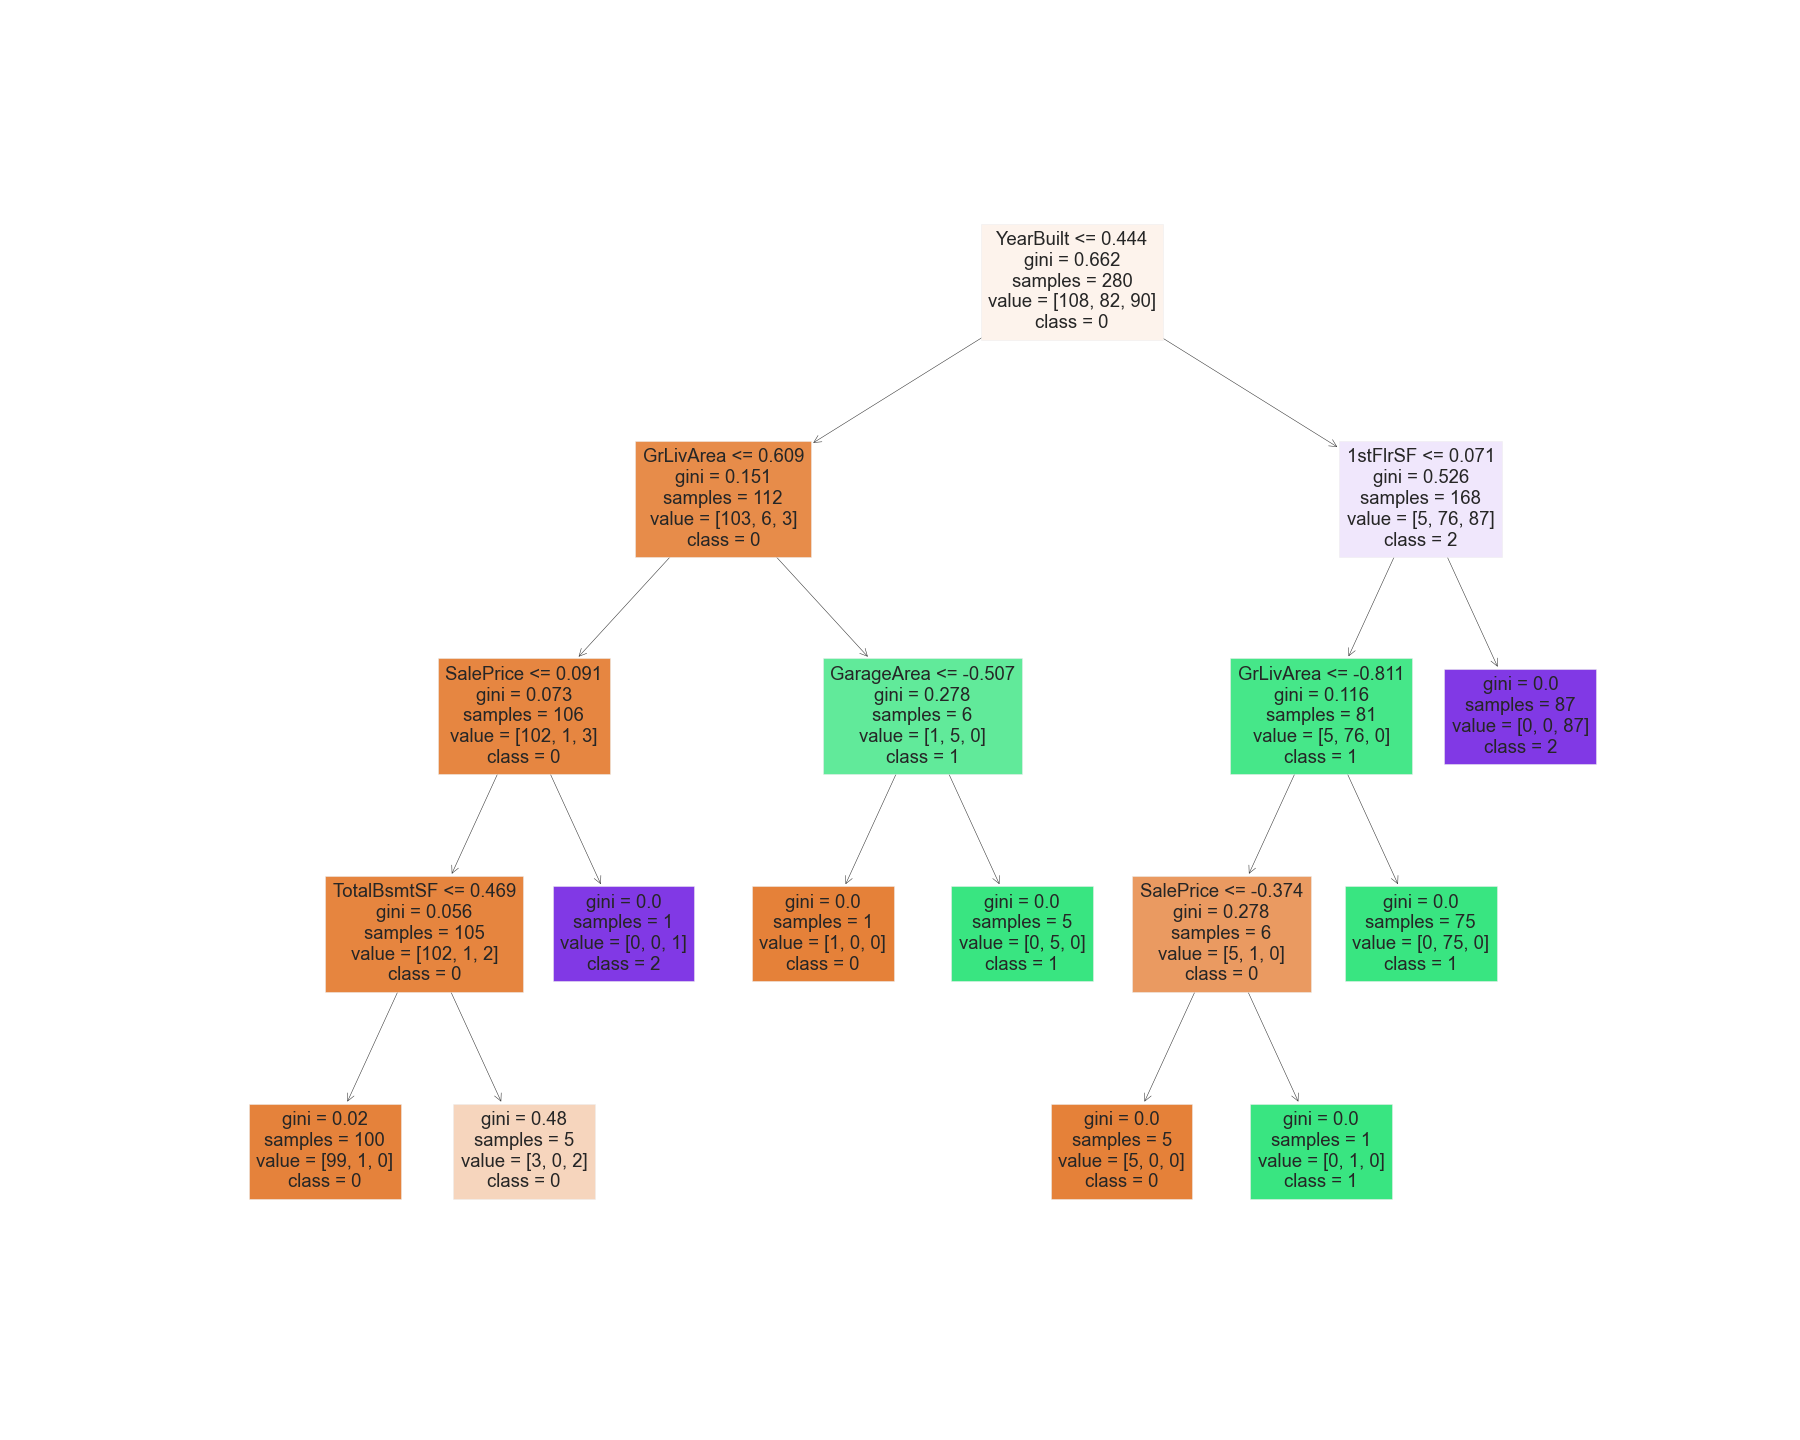 YearBuilt <= 0.444
gini = 0.662
samples = 280
value = [108, 82, 90]
class = 0
GrLivArea <= 0.609
gini = 0.151
samples = 112
value = [103, 6, 3]
class = 0
1stFlrSF <= 0.071
gini = 0.526
samples = 168
value = [5, 76, 87]
class = 2
SalePrice <= 0.091
gini = 0.073
samples = 106
value = [102, 1, 3]
class = 0
GarageArea <= -0.507
gini = 0.278
samples = 6
value = [1, 5, 0]
class = 1
GrLivArea <= -0.811
gini = 0.116
samples = 81
value = [5, 76, 0]
class = 1
gini = 0.0
samples = 87
value = [0, 0, 87]
class = 2
TotalBsmtSF <= 0.469
gini = 0.056
samples = 105
value = [102, 1, 2]
class = 0
gini = 0.0
samples = 1
value = [0, 0, 1]
class = 2
gini = 0.0
samples = 1
value = [1, 0, 0]
class = 0
gini = 0.0
samples = 5
value = [0, 5, 0]
class = 1
SalePrice <= -0.374
gini = 0.278
samples = 6
value = [5, 1, 0]
class = 0
gini = 0.0
samples = 75
value = [0, 75, 0]
class = 1
gini = 0.02
samples = 100
value = [99, 1, 0]
class = 0
gini = 0.48
samples = 5
value = [3, 0, 2]
class = 0
gini = 0.0
samples = 5
value = [5, 0, 0]
class = 0
gini = 0.0
samples = 1
value = [0, 1, 0]
class = 1